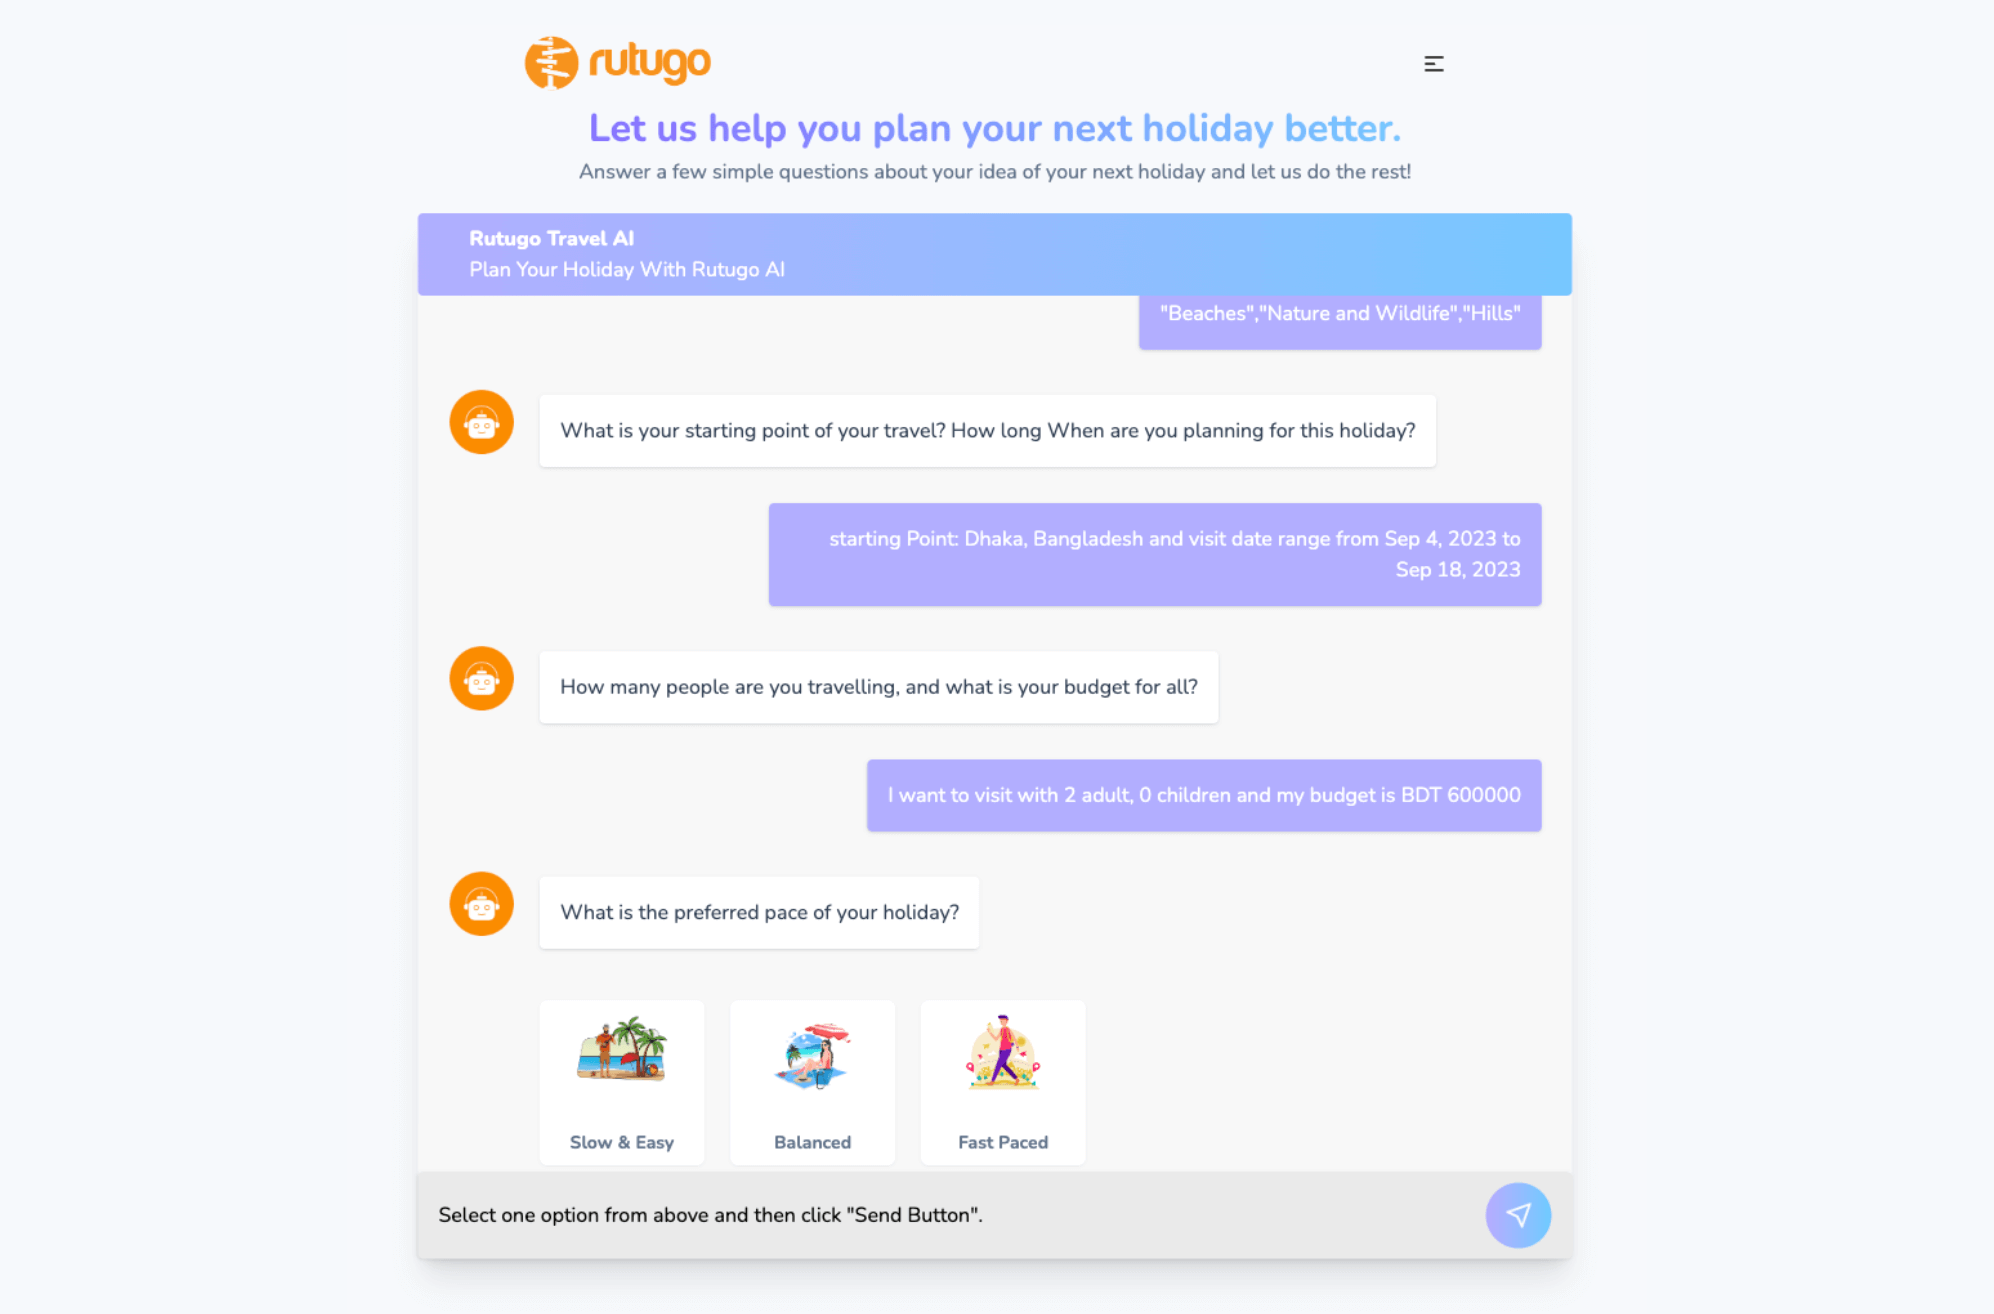 rutugo
Let us help you plan your next holiday better.
Answer a few simple questions about your idea of your next holiday and let us do the rest!
Rutugo Travel AI
Plan Your Holiday With Rutugo AI
"Beaches","Nature and Wildlife","Hills"
What is your starting point of your travel? How long When are you planning for this holiday?
starting Point: Dhaka, Bangladesh and visit date range from Sep 4, 2023 to
Sep 18, 2023
How many people are you travelling, and what is your budget for all?
I want to visit with 2 adult, 0 children and my budget is BDT 600000
What is the preferred pace of your holiday?
Slow & Easy
Balanced
Fast Paced
Select one option from above and then click "Send Button".